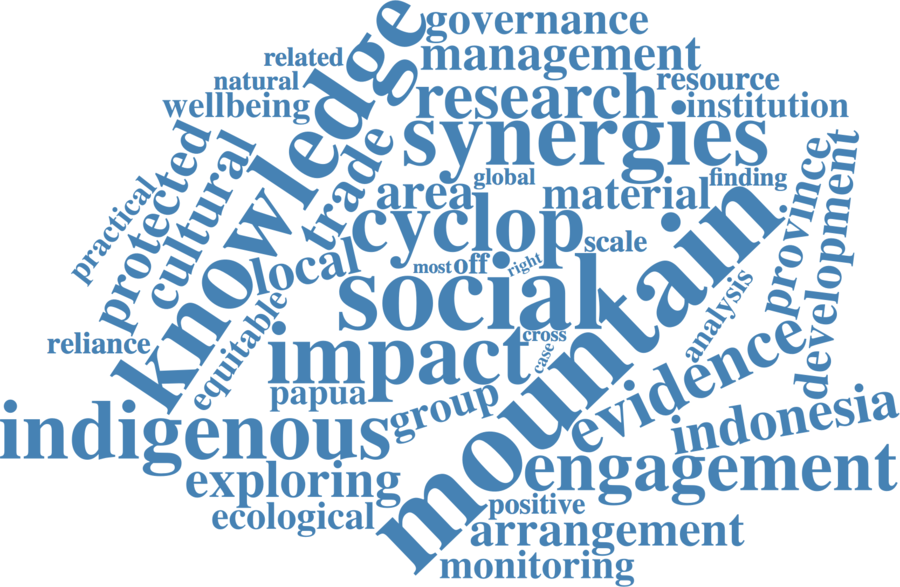 governance
related
management
natural
resource
knowledge
wellbeing
research
institution
synergies
protected
cultural
trade
global
finding
area
material
province
development
practical
cyclop
scale
local
most
off
right
social
mountain
analysis
equitable
reliance
impact
cross
case
evidence
papua
group
indonesia
indigenous
engagement
exploring
positive
ecological
arrangement
monitoring